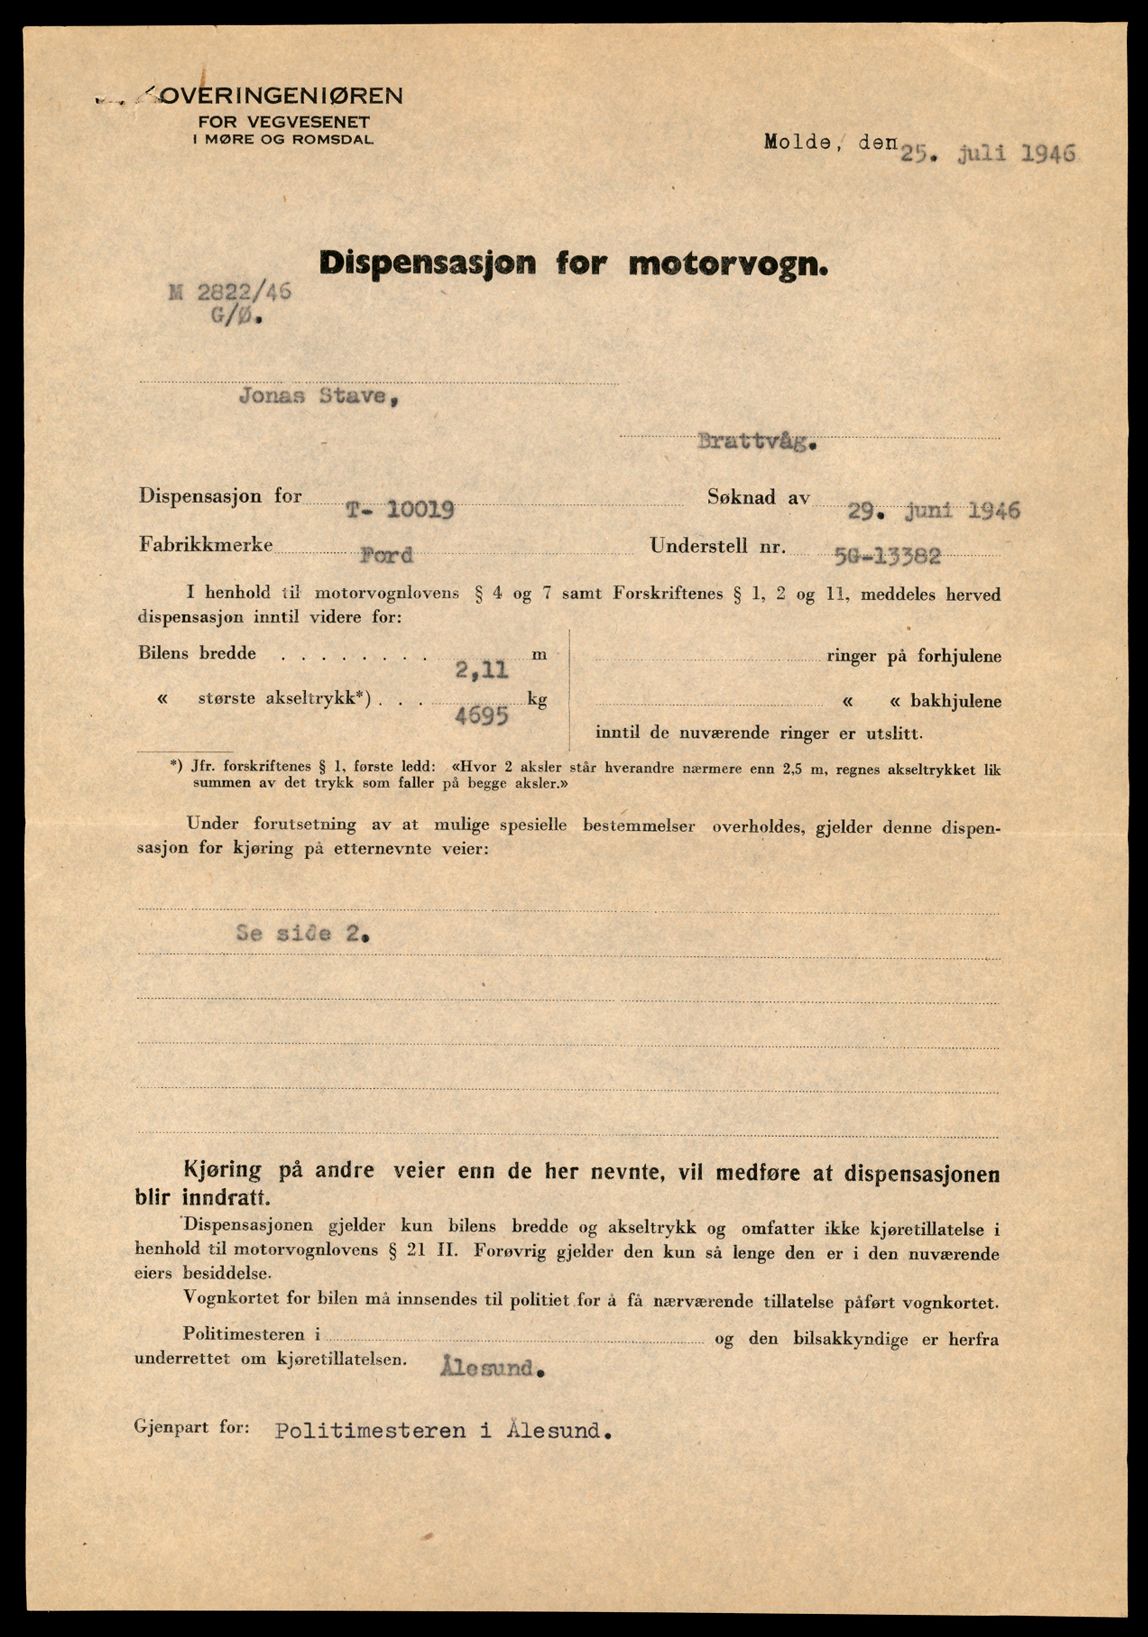 OVERINGENIØREN
FOR VEGVESENET
I MØRE OG ROMSDAL
Molde, den 25. juli 1946
Dispensasjon for motorvogn.
M 2822/46
G/Ø.
Jonas Stave,
Brattvåg.
Dispensasjon for T- 10019 Søknad av 29. juni 1946
Fabrikkmerke Ford Understell nr. 5G-13382
I henhold til motorvognlovens § 4 og 7 samt Forskriftenes § 1, 2 og 11, meddeles herved
dispensasjon inntil videre for:
Bilens bredde . . . . . . . . 2,11 m ringer på forhjulene
« største akseltrykk*) . . . 4695 kg « « bakhjulene
inntil de nuværende ringer er utslitt.
*) Jfr. forskriftenes § 1, første ledd: «Hvor 2 aksler står hverandre nærmere enn 2,5 m, regnes akseltrykket lik
summen av det trykk som faller på begge aksler.»
Under forutsetning av at mulige spesielle bestemmelser overholdes, gjelder denne dispen-
sasjon for kjøring på etternevnte veier:
Se side 2.
Kjøring på andre veier enn de her nevnte, vil medføre at dispensasjonen
blir inndratt.
Dispensasjonen gjelder kun bilens bredde og akseltrykk og omfatter ikke kjøretillatelse i
henhold til motorvognlovens § 21 II. Forøvrig gjelder den kun så lenge den er i den nuværende
eiers besiddelse.
Vognkortet for bilen må innsendes til politiet for å få nærværende tillatelse påført vognkortet.
Politimesteren i og den bilsakkyndige er herfra
underrettet om kjøretillatelsen. Ålesund.
Gjenpart for: Politimesteren i Ålesund.